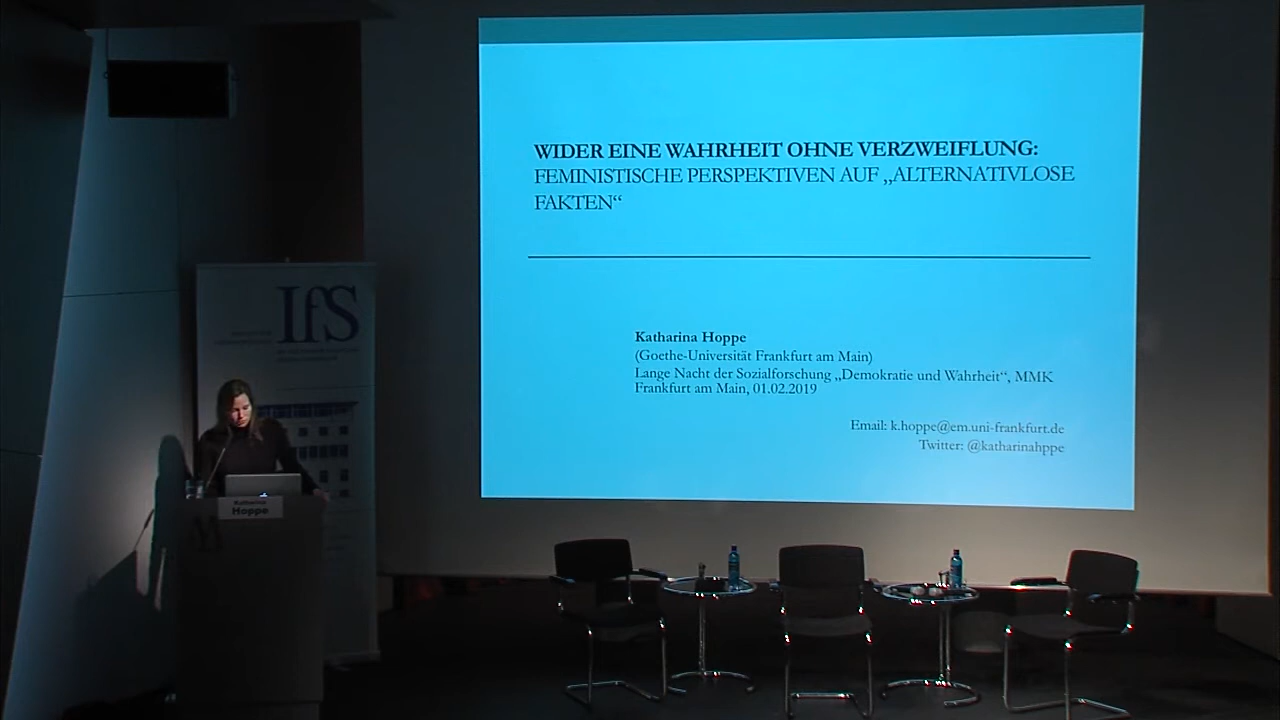 WIDER EINE WAHRHEIT OHNE VERZWEIFLUNG:
FEMINISTISCHE PERSPEKTIVEN AUF „ALTERNATIVLOSE
FAKTEN“
Katharina Hoppe
(Goethe-Universität Frankfurt am Main)
Lange Nacht der Sozialforschung „Demokratie und Wahrheit“, MMK
Frankfurt am Main, 01.02.2019
Email: k.hoppe@em.uni-frankfurt.de
Twitter: @katharinahppe
IfS
Katharina
Hoppe